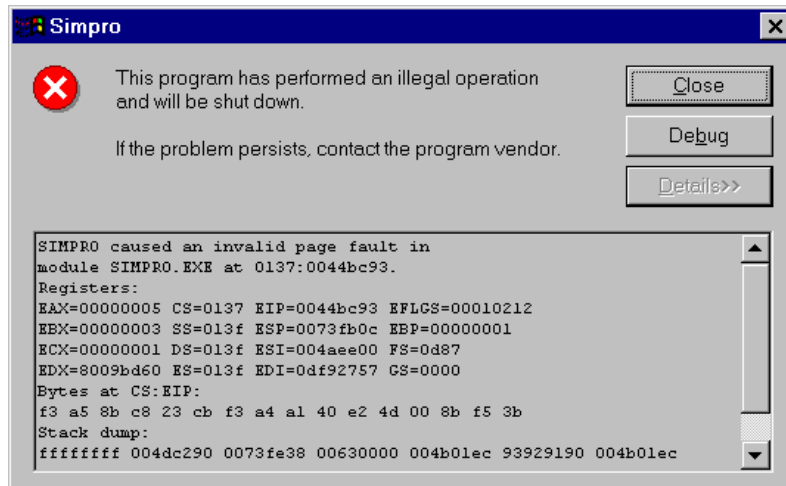 Simpro
This program has performed an illegal operation
and will be shut down.
If the problem persists, contact the program vendor.
Close
Debug
Details>>
SIMPRO caused an invalid page fault in
module SIMPRO.EXE at 0137:0044bc93.
Registers:
EAX=00000005 CS=0137 EIP=0044bc93 EFLGS=00010212
EBX=00000003 SS=013f ESP=0073fb0c EBP=00000001
ECX=00000001 DS=013f ESI=004aee00 FS=0d87
EDX=8009bd60 ES=013f EDI=0df92757 GS=0000
Bytes at CS:EIP:
f3 a5 8b c8 23 cb f3 a4 a1 40 e2 4d 00 8b f5 3b
Stack dump:
ffffffff 004dc290 0073fe38 00630000 004b01ec 93929190 004b01ec